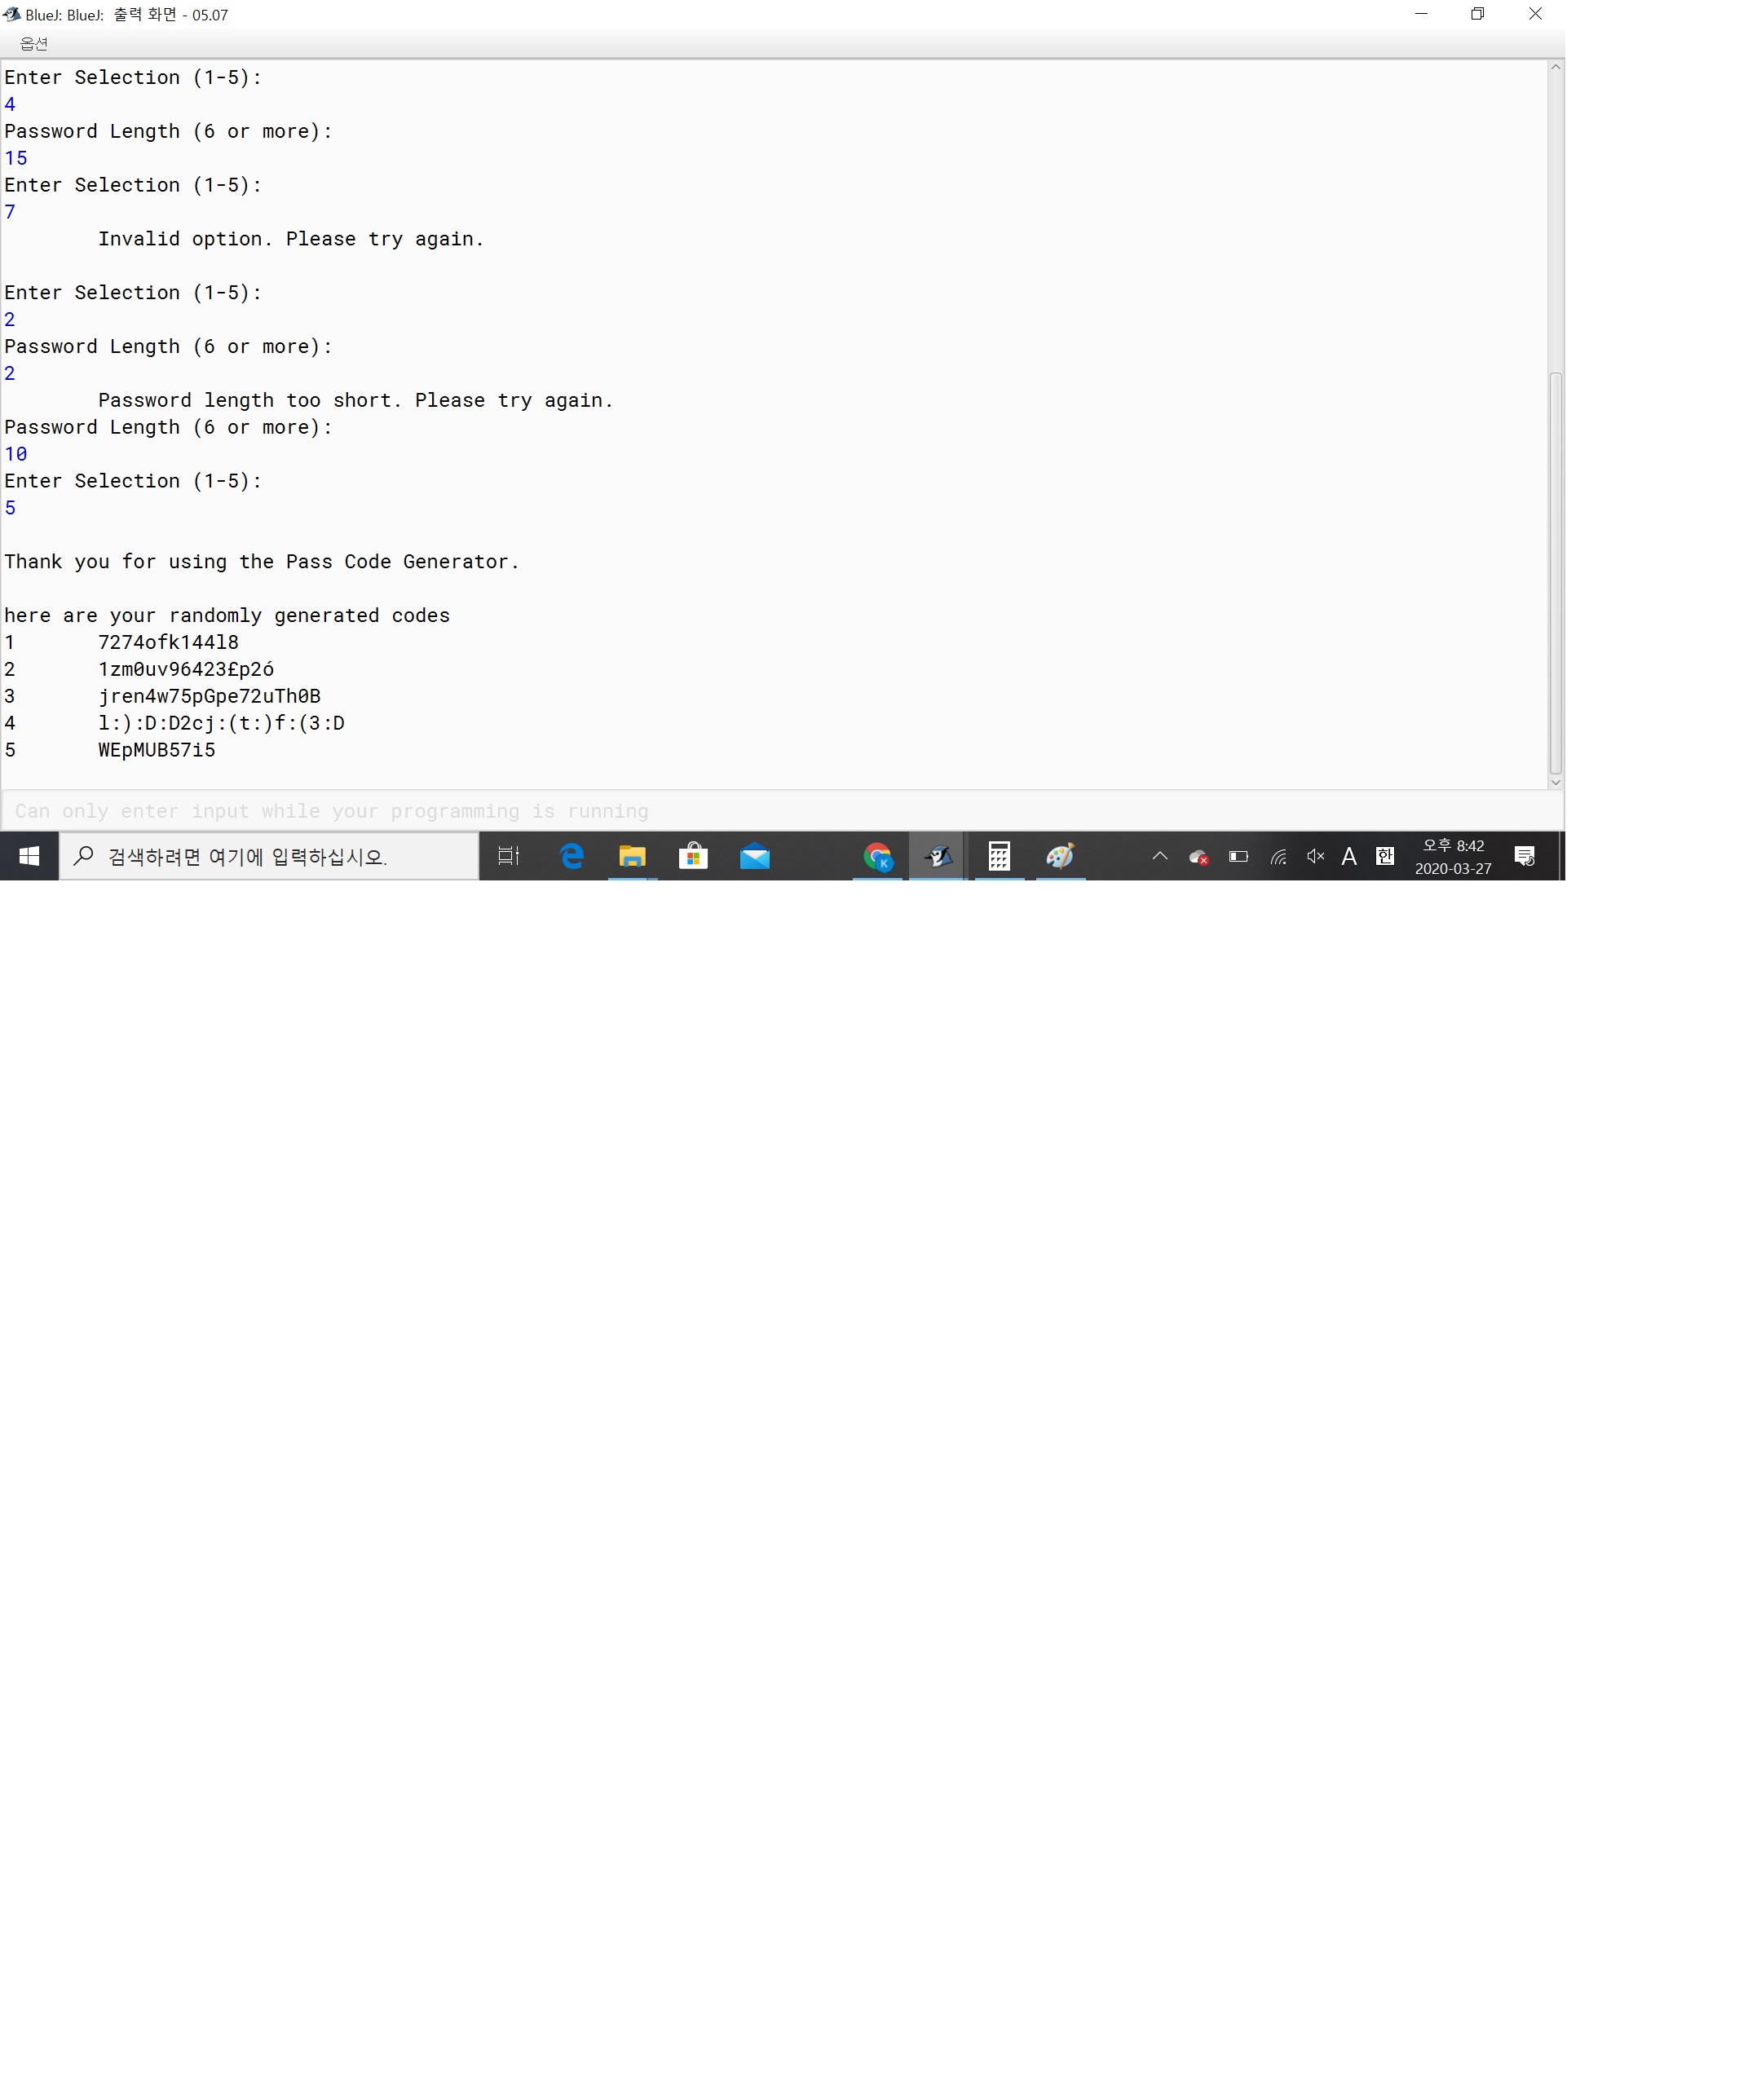 BlueJ: BlueJ: 출력 화면 - 05.07
옵션
Enter Selection (1-5):
4
Password Length (6 or more):
15
Enter Selection (1-5):
7
Invalid option. Please try again.
Enter Selection (1-5):
2
Password Length (6 or more):
2
Password length too short. Please try again.
Password Length (6 or more):
10
Enter Selection (1-5):
5
Thank you for using the Pass Code Generator.
here are your randomly generated codes
1 7274ofk144l8
2 1zm0uv96423£p2ó
3 jren4w75pGpe72uTh0B
4 l:):D:D2cj:(t:)f:(3:D
5 WEpMUB57i5
Can only enter input while your programming is running
검색하려면 여기에 입력하십시오.
K
A
한
오후 8:42
2020-03-27